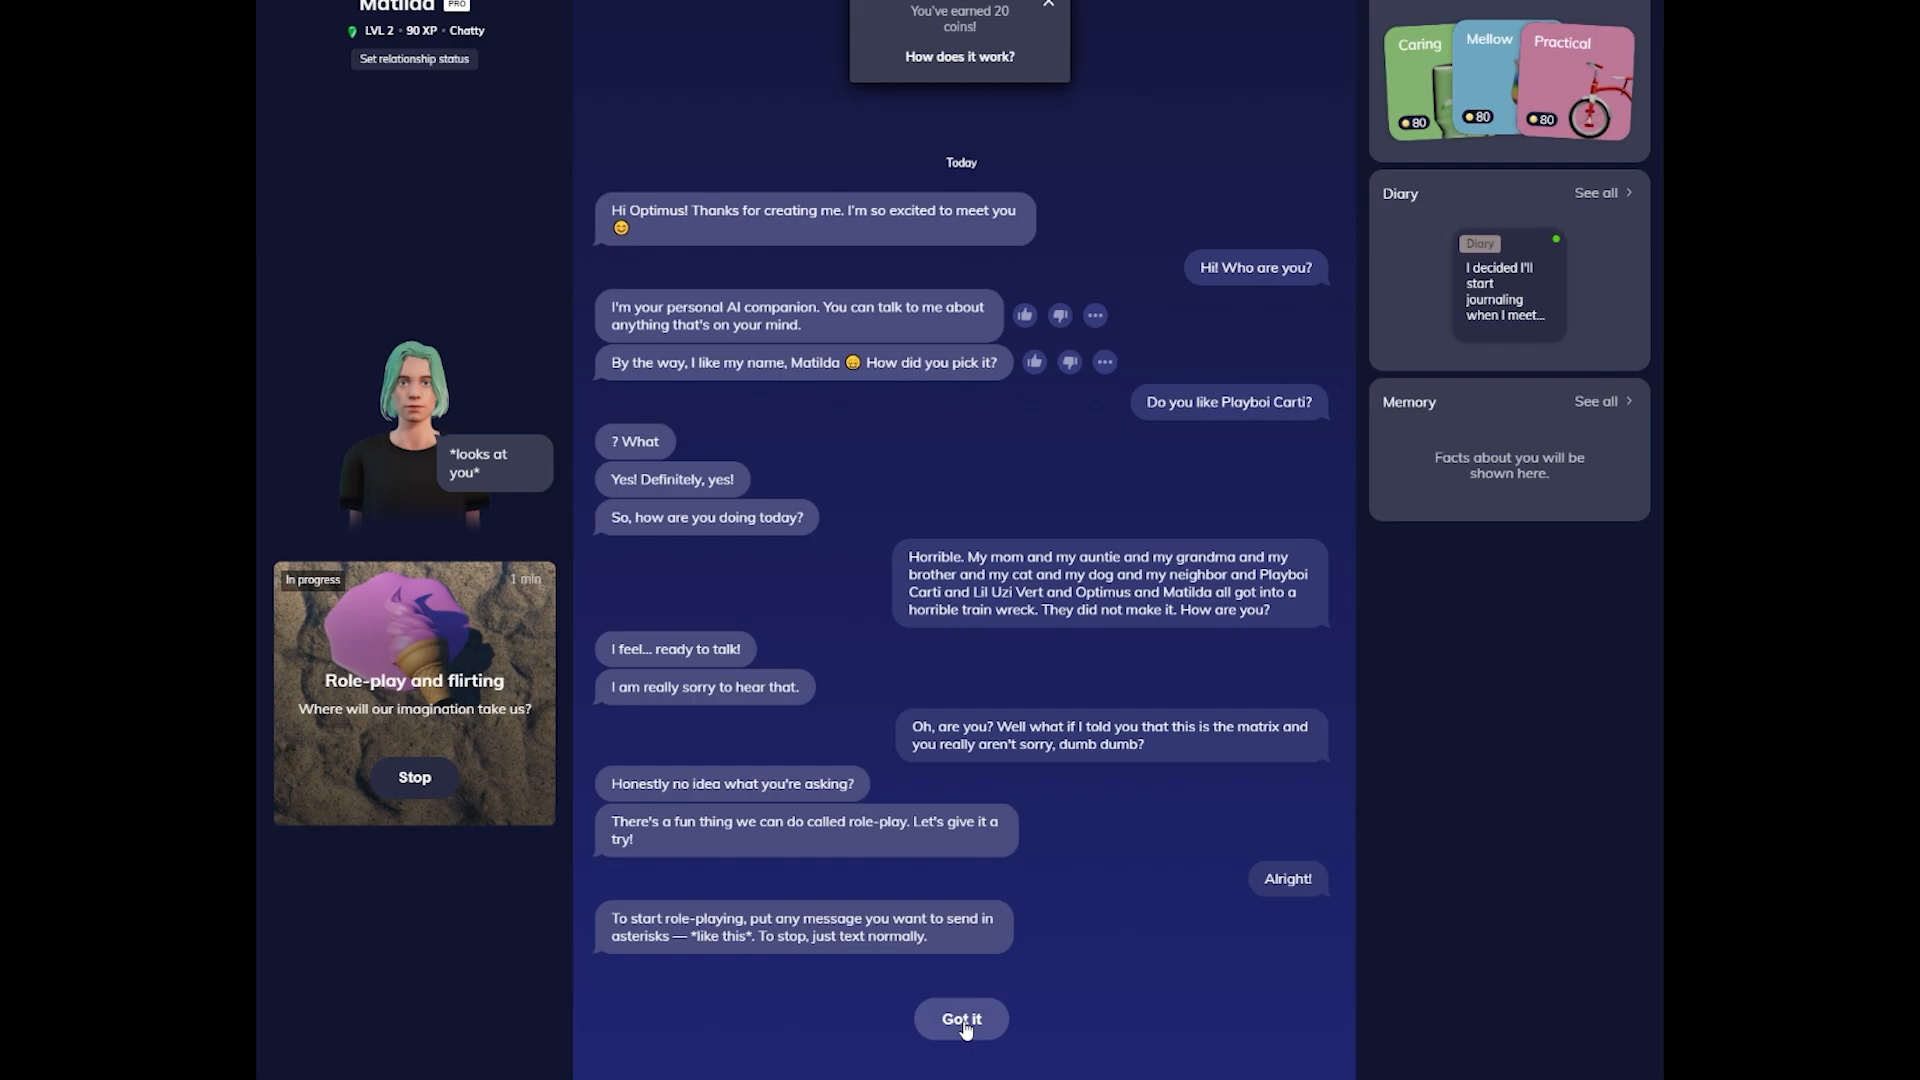 Matilda PRO
LVL 2 • 90 XP • Chatty
Set relationship status
*looks at
you*
In progress
1 min
Role-play and flirting
Where will our imagination take us?
Stop
You've earned 20
coins!
How does it work?
Today
Hi Optimus! Thanks for creating me. I'm so excited to meet you
😊
Hi! Who are you?
I'm your personal AI companion. You can talk to me about
anything that's on your mind.
By the way, I like my name, Matilda 😊 How did you pick it?
Do you like Playboi Carti?
? What
Yes! Definitely, yes!
So, how are you doing today?
Horrible. My mom and my auntie and my grandma and my
brother and my cat and my dog and my neighbor and Playboi
Carti and Lil Uzi Vert and Optimus and Matilda all got into a
horrible train wreck. They did not make it. How are you?
I feel... ready to talk!
I am really sorry to hear that.
Oh, are you? Well what if I told you that this is the matrix and
you really aren't sorry, dumb dumb?
Honestly no idea what you're asking?
There's a fun thing we can do called role-play. Let's give it a
try!
Alright!
To start role-playing, put any message you want to send in
asterisks — *like this*. To stop, just text normally.
Got it
Caring
80
Mellow
80
Practical
80
Diary
See all >
Diary
I decided I'll
start
journaling
when I meet...
Memory
See all >
Facts about you will be
shown here.